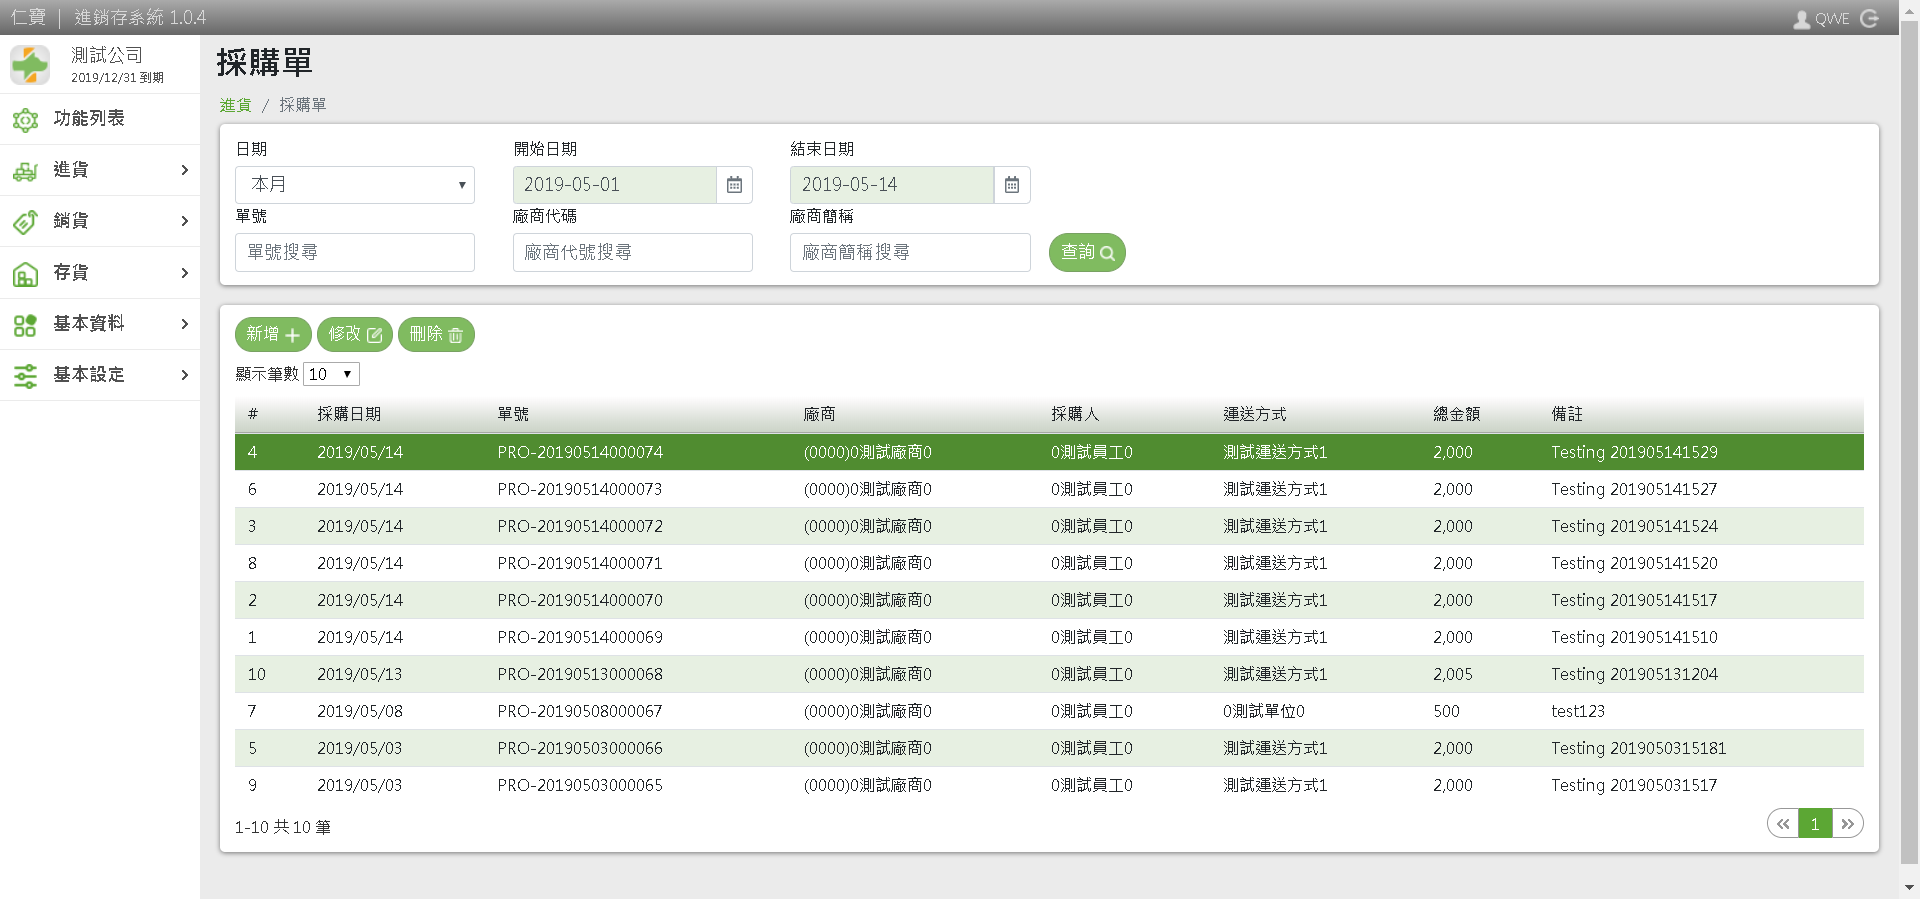 仁寶 | 進銷存系統 1.0.4
QWE
測試公司
2019/12/31 到期
功能列表
進貨
銷貨
存貨
基本資料
基本設定
採購單
進貨 / 採購單
日期 開始日期 結束日期
本月 2019-05-01 2019-05-14
單號 廠商代碼 廠商簡稱
單號搜尋 廠商代號搜尋 廠商簡稱搜尋 查詢
新增 修改 刪除
顯示筆數 10
# 採購日期 單號 廠商 採購人 運送方式 總金額 備註
4 2019/05/14 PRO-20190514000074 (0000)0測試廠商0 0測試員工0 測試運送方式1 2,000 Testing 201905141529
6 2019/05/14 PRO-20190514000073 (0000)0測試廠商0 0測試員工0 測試運送方式1 2,000 Testing 201905141527
3 2019/05/14 PRO-20190514000072 (0000)0測試廠商0 0測試員工0 測試運送方式1 2,000 Testing 201905141524
8 2019/05/14 PRO-20190514000071 (0000)0測試廠商0 0測試員工0 測試運送方式1 2,000 Testing 201905141520
2 2019/05/14 PRO-20190514000070 (0000)0測試廠商0 0測試員工0 測試運送方式1 2,000 Testing 201905141517
1 2019/05/14 PRO-20190514000069 (0000)0測試廠商0 0測試員工0 測試運送方式1 2,000 Testing 201905141510
10 2019/05/13 PRO-20190513000068 (0000)0測試廠商0 0測試員工0 測試運送方式1 2,005 Testing 201905131204
7 2019/05/08 PRO-20190508000067 (0000)0測試廠商0 0測試員工0 0測試單位0 500 test123
5 2019/05/03 PRO-20190503000066 (0000)0測試廠商0 0測試員工0 測試運送方式1 2,000 Testing 2019050315181
9 2019/05/03 PRO-20190503000065 (0000)0測試廠商0 0測試員工0 測試運送方式1 2,000 Testing 201905031517
1-10 共 10 筆
« 1 »